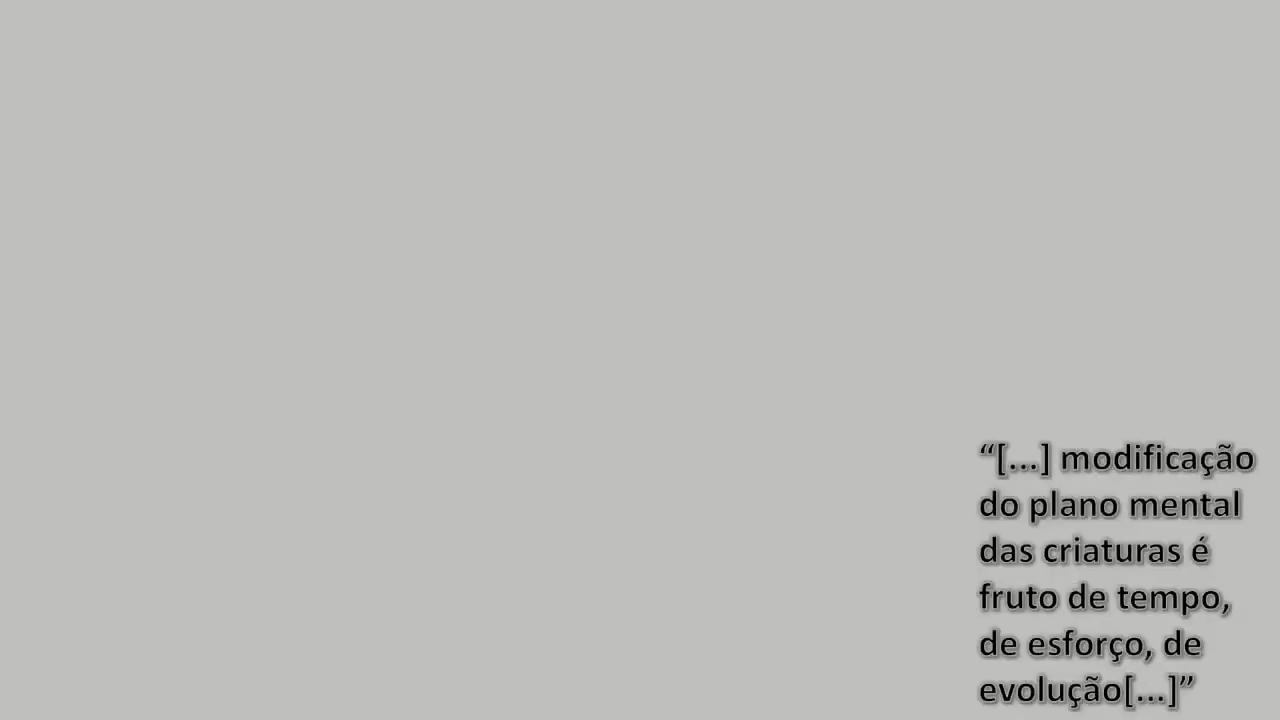 “[...] modificação
do plano mental
das criaturas é
fruto de tempo,
de esforço, de
evolução[...]”